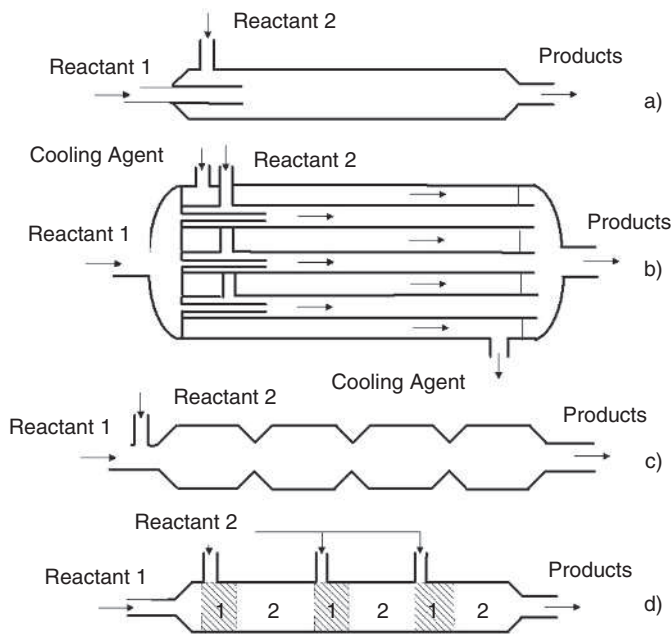 Reactant 2
Reactant 1
Products
a)
Cooling Agent
Reactant 2
Reactant 1
Products
b)
Cooling Agent
Reactant 2
Reactant 1
Products
c)
Reactant 2
Reactant 1
Products
1 2 1 2 1 2
d)